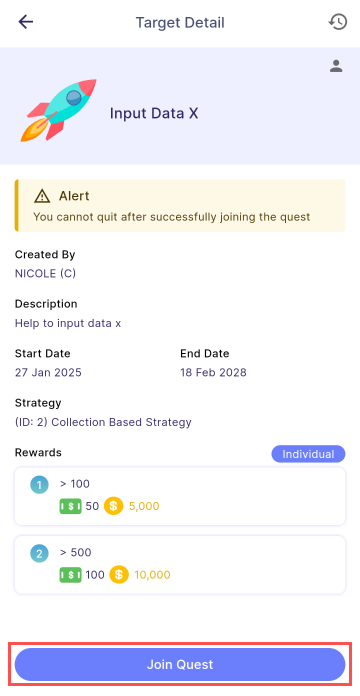 Target Detail
Input Data X
Alert
You cannot quit after successfully joining the quest
Created By
NICOLE (C)
Description
Help to input data x
Start Date End Date
27 Jan 2025 18 Feb 2028
Strategy
(ID: 2) Collection Based Strategy
Rewards Individual
1 > 100
$ 50 $ 5,000
2 > 500
$ 100 $ 10,000
Join Quest